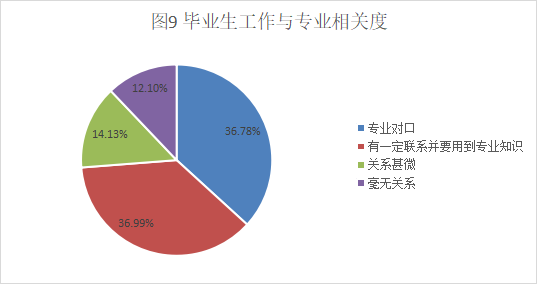 图9 毕业生工作与专业相关度
12.10%
36.78%
14.13%
36.99%
专业对口
有一定联系并要用到专业知识
关系甚微
毫无关系